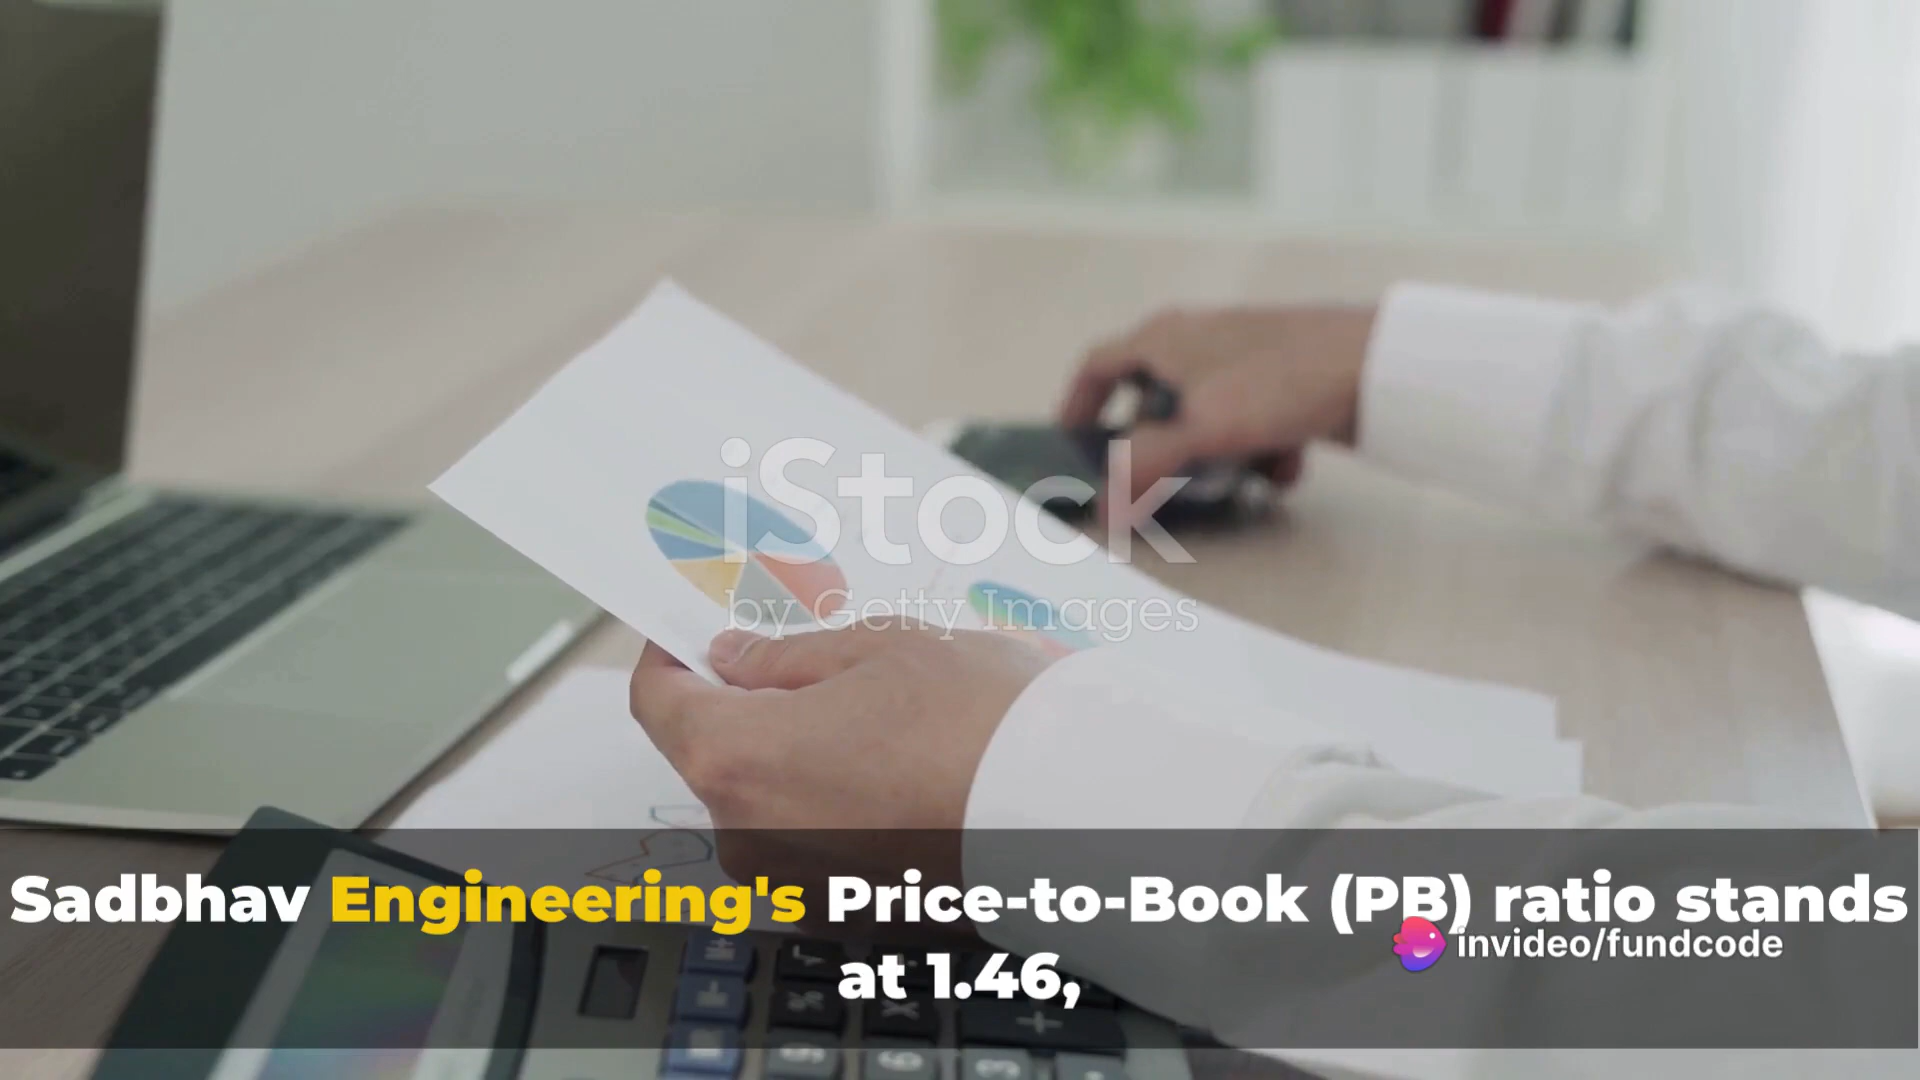 iStock
by Getty Images
Sadbhav Engineering's Price-to-Book (PB) ratio stands
invideo/fundcode
at 1.46,